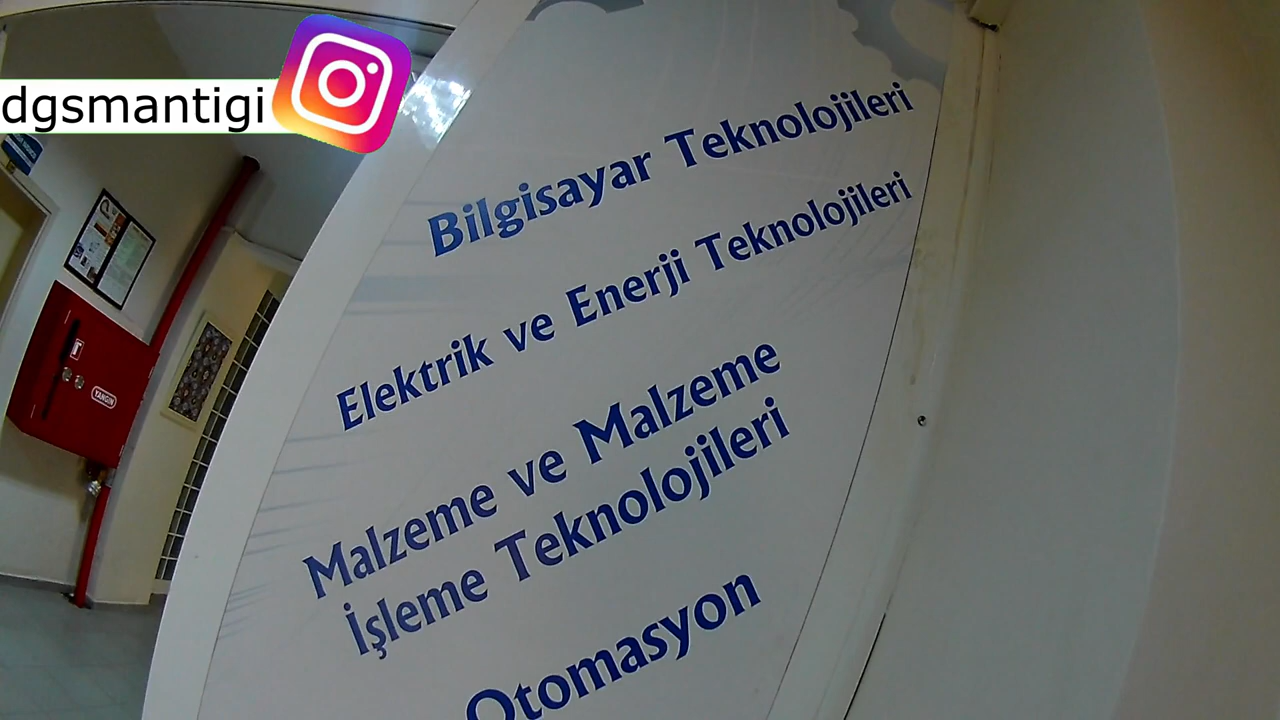 dgsmantigi
Bilgisayar Teknolojileri
Elektrik ve Enerji Teknolojileri
Malzeme ve Malzeme
İşleme Teknolojileri
Otomasyon
YANGIN